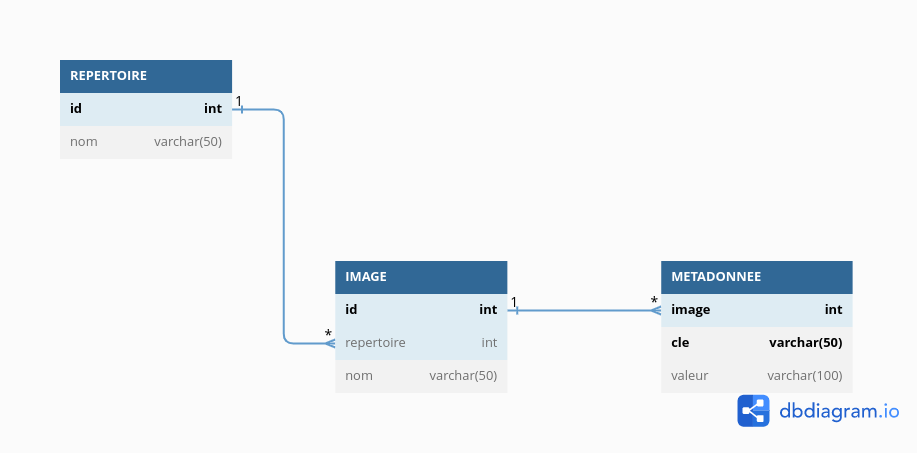 REPERTOIRE
id int 1
nom varchar(50)
IMAGE
id int 1
* repertoire int
nom varchar(50)
METADONNEE
* image int
cle varchar(50)
valeur varchar(100)
dbdiagram.io